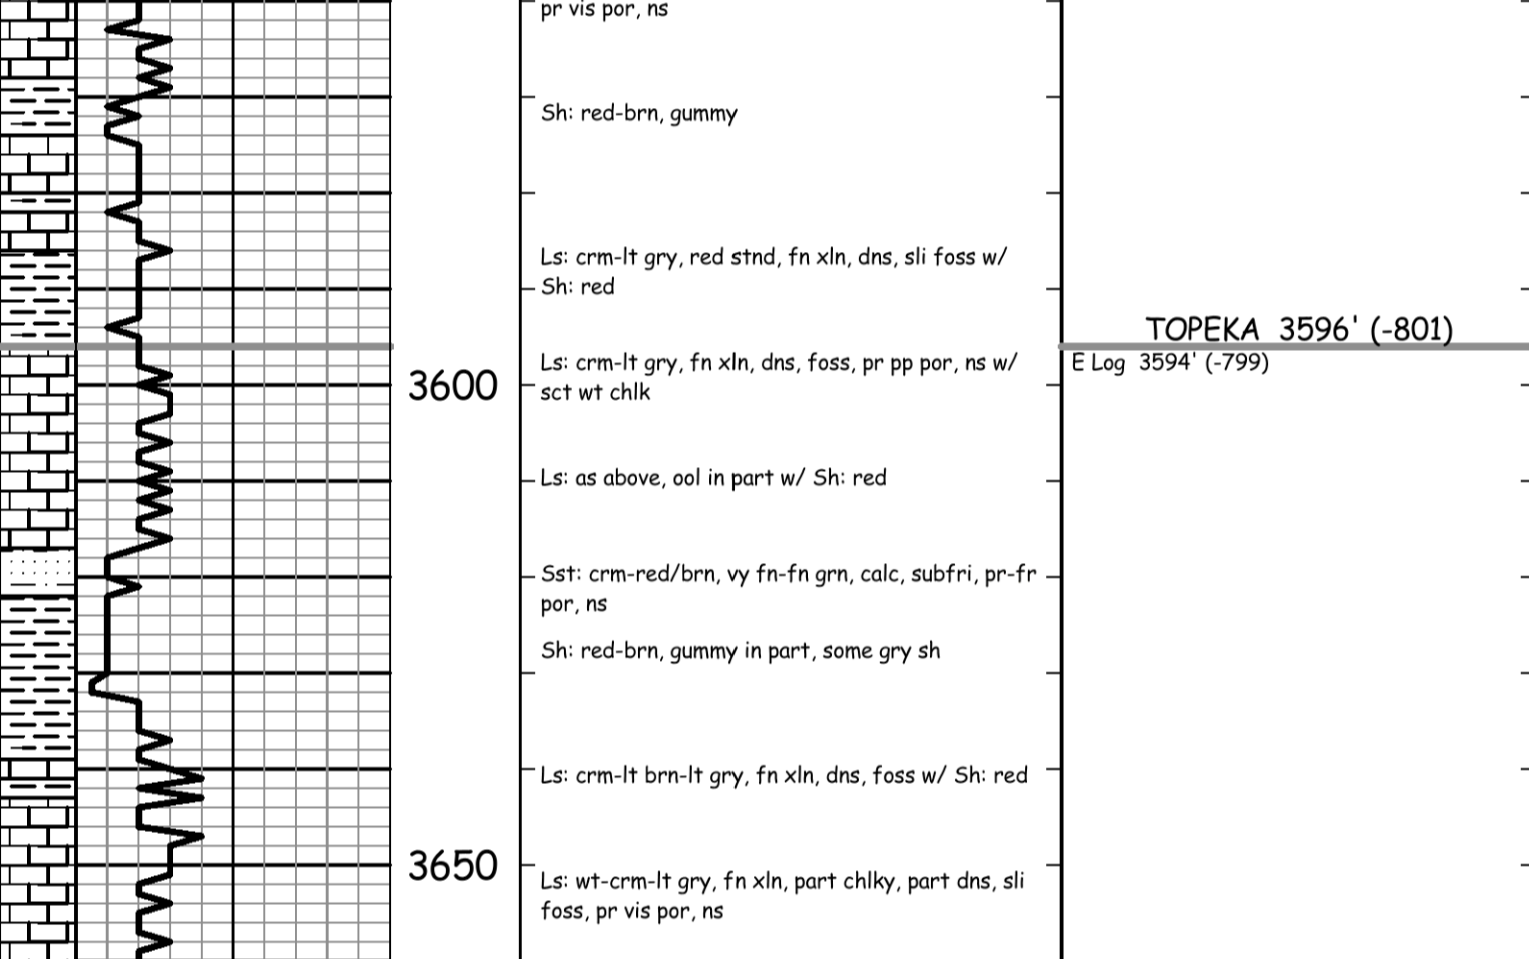 pr vis por, ns
Sh: red-brn, gummy
Ls: crm-lt gry, red stnd, fn xln, dns, sli foss w/
Sh: red
TOPEKA 3596' (-801)
E Log 3594' (-799)
Ls: crm-lt gry, fn xln, dns, foss, pr pp por, ns w/
sct wt chlk
3600
Ls: as above, ool in part w/ Sh: red
Sst: crm-red/brn, vy fn-fn grn, calc, subfri, pr-fr
por, ns
Sh: red-brn, gummy in part, some gry sh
Ls: crm-lt brn-lt gry, fn xln, dns, foss w/ Sh: red
3650
Ls: wt-crm-lt gry, fn xln, part chlky, part dns, sli
foss, pr vis por, ns